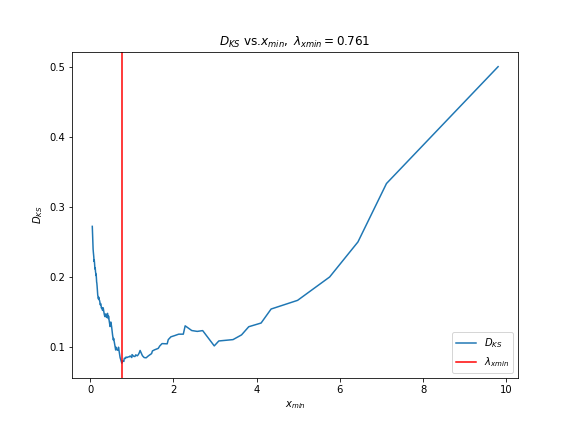 D_KS vs.x_min, λ_xmin = 0.761
0.5
0.4
0.3
0.2
0.1
D_KS
0
2
4
6
8
10
x_min
D_KS
λ_xmin